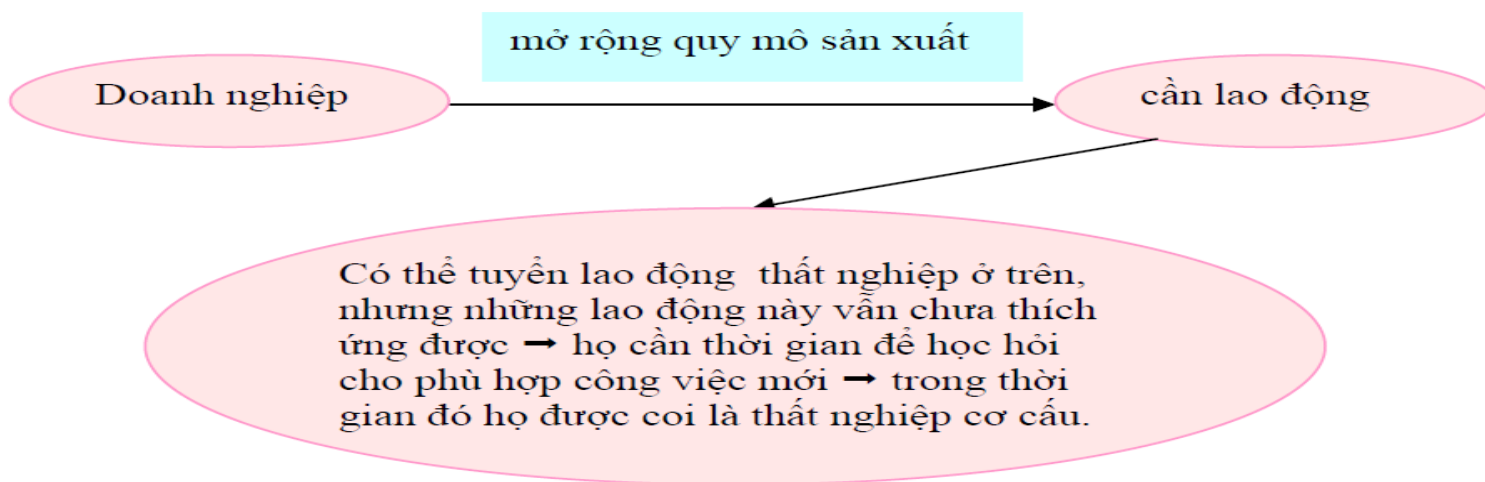 mở rộng quy mô sản xuất
Doanh nghiệp
cần lao động
Có thể tuyển lao động thất nghiệp ở trên,
nhưng những lao động này vẫn chưa thích
ứng được → họ cần thời gian để học hỏi
cho phù hợp công việc mới → trong thời
gian đó họ được coi là thất nghiệp cơ cấu.